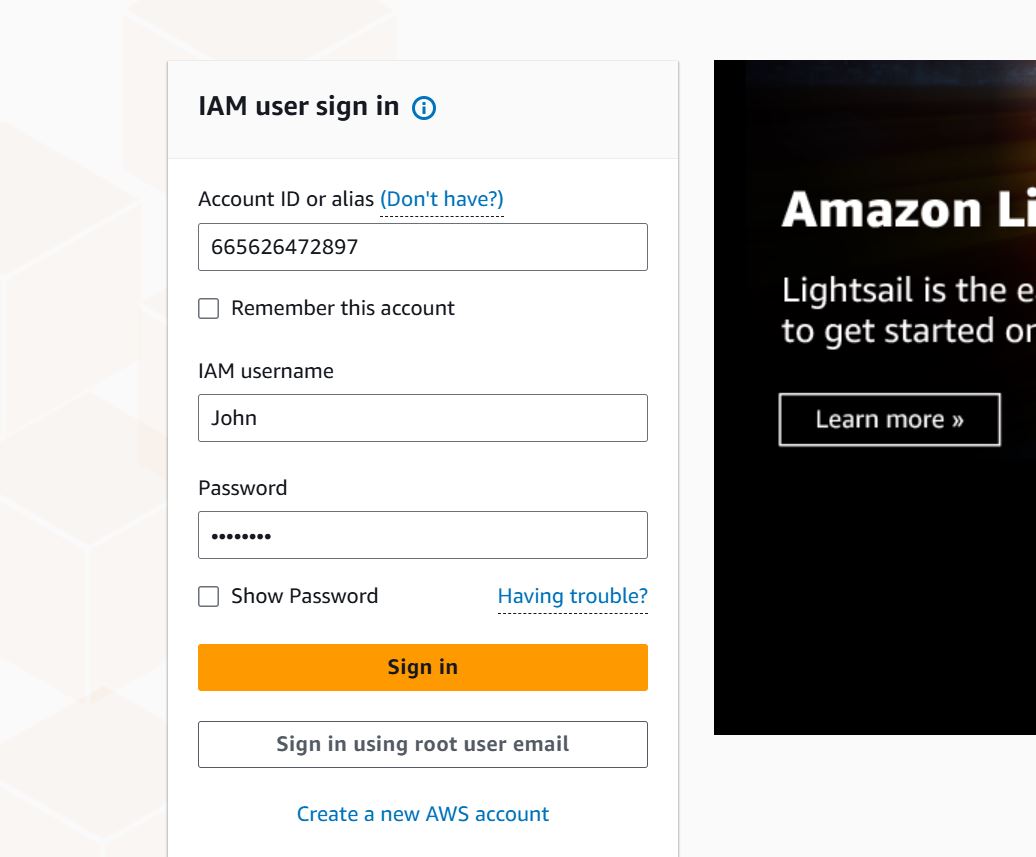 IAM user sign in
Account ID or alias (Don't have?)
665626472897
Remember this account
IAM username
John
Password
••••••••
Show Password
Having trouble?
Sign in
Sign in using root user email
Create a new AWS account
Amazon Li
Lightsail is the e
to get started or
Learn more »